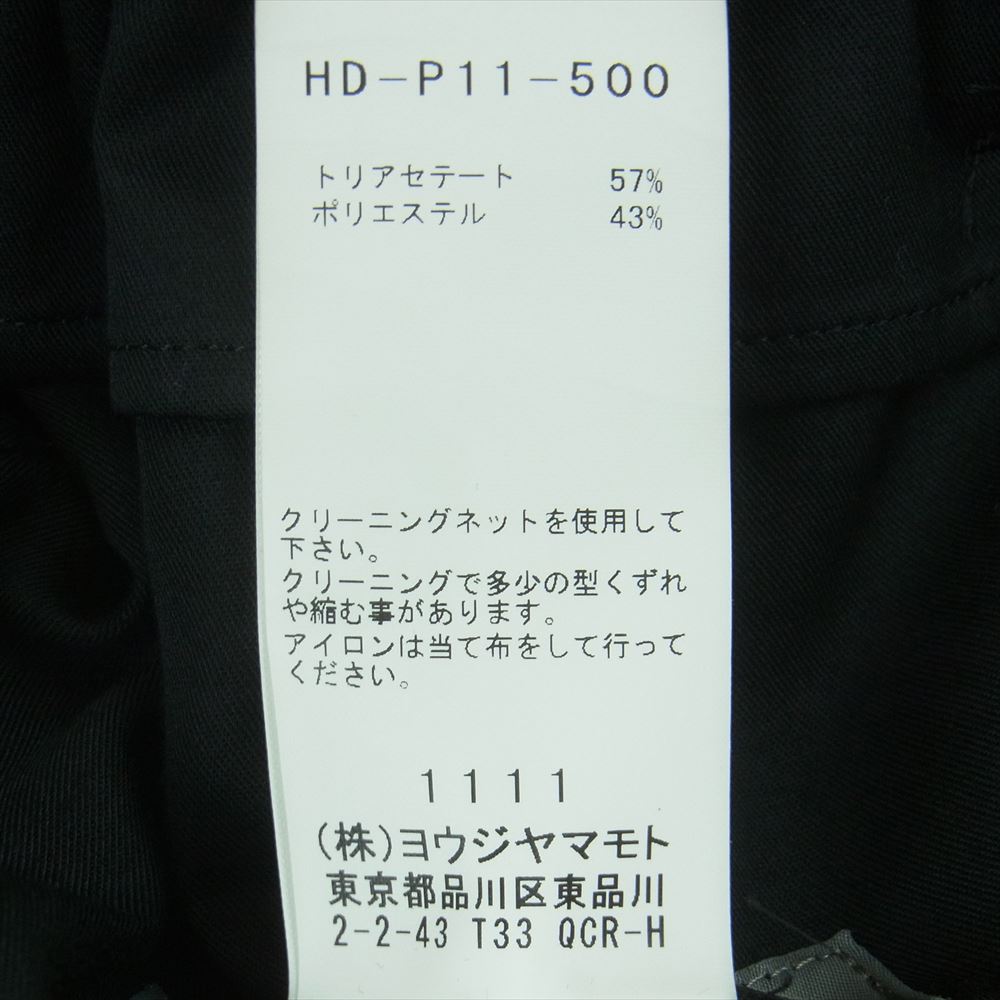 HD-P11-500
トリアセテート 57%
ポリエステル 43%
クリーニングネットを使用して
下さい。
クリーニングで多少の型くずれ
や縮む事があります。
アイロンは当て布をして行って
ください。
1111
(株)ヨウジヤマモト
東京都品川区東品川
2-2-43 T33 QCR-H